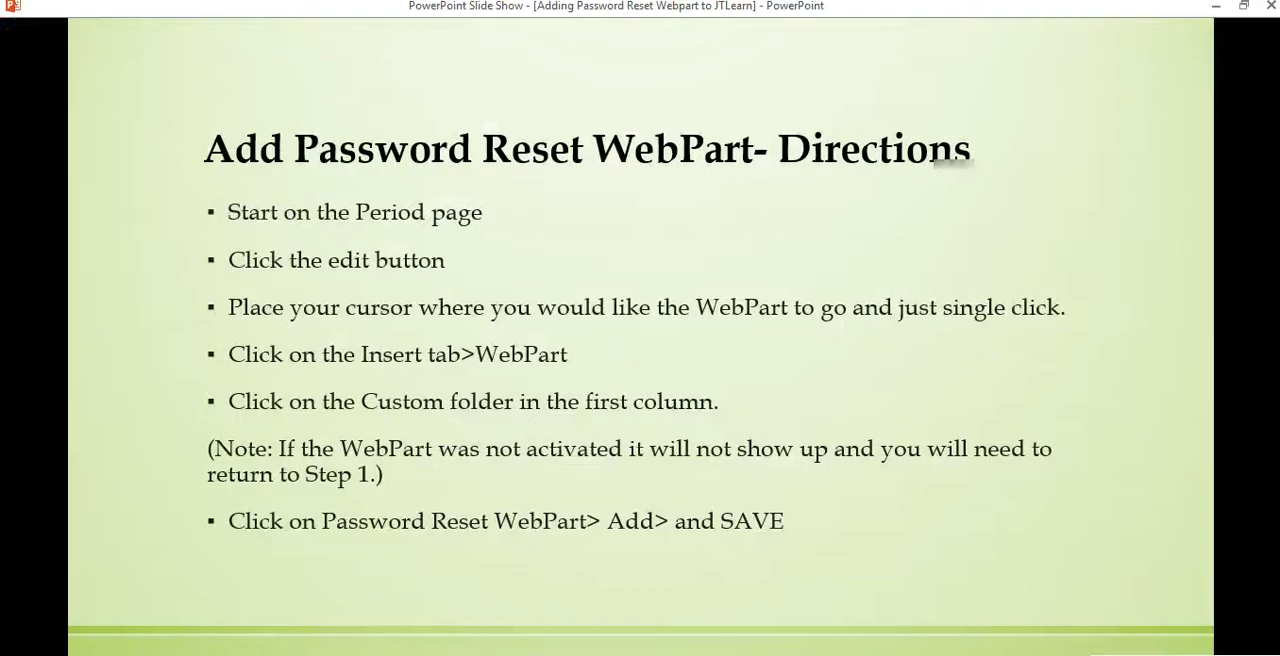 PowerPoint Slide Show - [Adding Password Reset Webpart to JTLearn] - PowerPoint
Add Password Reset WebPart- Directions
▪ Start on the Period page
▪ Click the edit button
▪ Place your cursor where you would like the WebPart to go and just single click.
▪ Click on the Insert tab>WebPart
▪ Click on the Custom folder in the first column.
(Note: If the WebPart was not activated it will not show up and you will need to
return to Step 1.)
▪ Click on Password Reset WebPart> Add> and SAVE